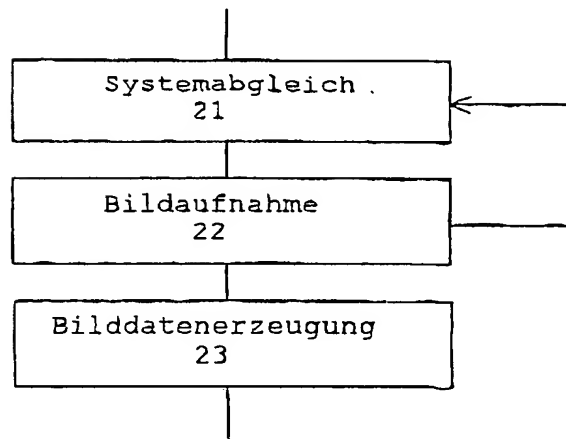 Systemabgleich
21
Bildaufnahme
22
Bilddatenerzeugung
23